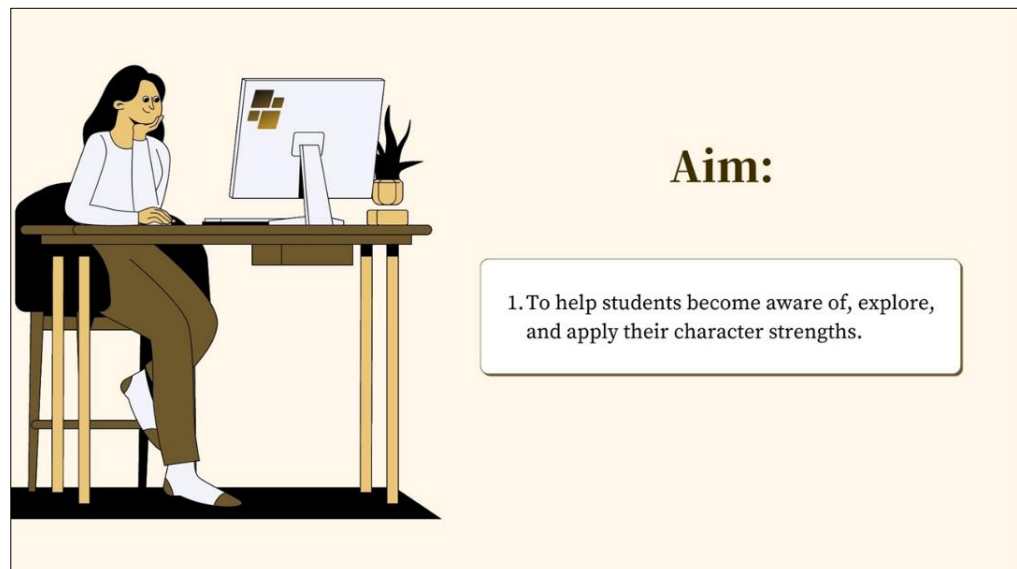 Aim:
1. To help students become aware of, explore,
and apply their character strengths.